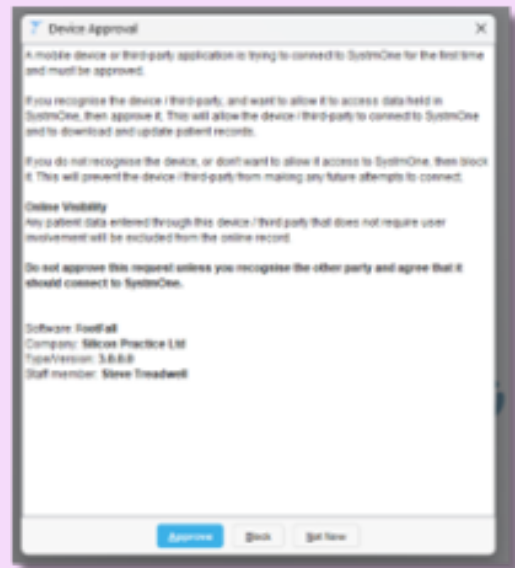 Device Approval
A mobile device or third-party application is trying to connect to SystmOne for the first time
and must be approved.
If you recognise the device / third-party, and want to allow it to access data held in
SystmOne, then approve it. This will allow the device / third-party to connect to SystmOne
and to download and update patient records.
If you do not recognise the device, or don't want to allow it access to SystmOne, then block
it. This will prevent the device / third-party from making any future attempts to connect.
Online Visibility
Any patient data entered through this device / third party that does not require user
involvement will be excluded from the online record.
Do not approve this request unless you recognise the other party and agree that it
should connect to SystmOne.
Software: FootFall
Company: Silicon Practice Ltd
Type/Version: 3.0.0.0
Staff member: Steve Treadwell
Approve Block Not Now